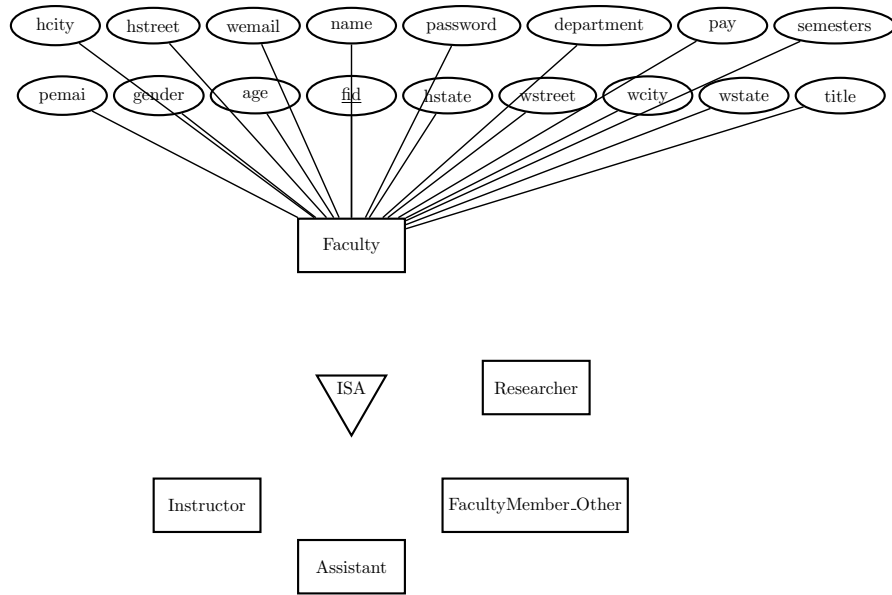 hcity
hstreet
wemail
name
password
department
pay
semesters
pemai
gender
age
fid
hstate
wstreet
wcity
wstate
title
Faculty
ISA
Researcher
Instructor
FacultyMember_Other
Assistant